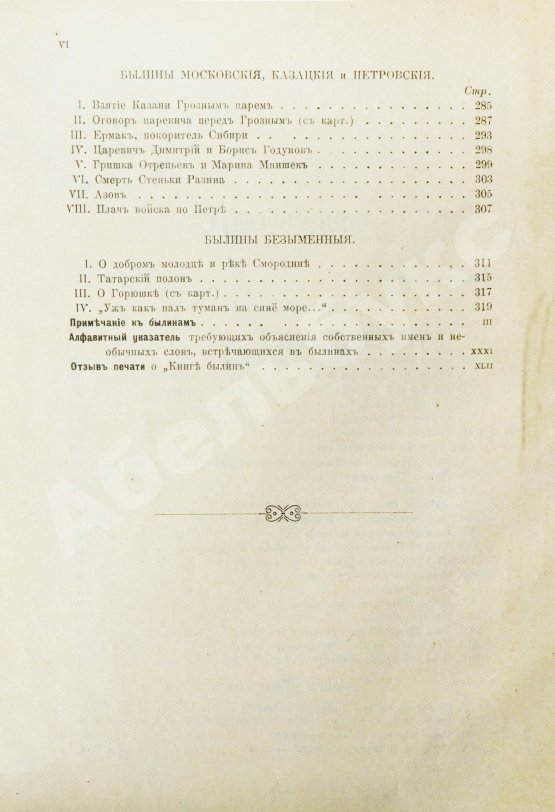 VI
БЫЛИНЫ МОСКОВСКІЯ, КАЗАЦКІЯ и ПЕТРОВСКІЯ.
Стр.
I. Взятіе Казани Грознымъ царемъ . . . . . . . . . . . . . . 285
II. Оговоръ царевича передъ Грознымъ (съ карт.) . . . . . . . . 287
III. Ермакъ, покоритель Сибири . . . . . . . . . . . . . . . 293
IV. Царевичъ Димитрій и Борисъ Годуновъ . . . . . . . . . . . 298
V. Гришка Отрепьевъ и Марина Мнишекъ . . . . . . . . . . . 299
VI. Смерть Стеньки Разина . . . . . . . . . . . . . . . . . 303
VII. Азовъ . . . . . . . . . . . . . . . . . . . . . . . . 305
VIII. Плачъ войска по Петрѣ . . . . . . . . . . . . . . . . . 307
БЫЛИНЫ БЕЗЫМЕННЫЯ.
I. О добромъ молодцѣ и рѣкѣ Смородинѣ . . . . . . . . . . . 311
II. Татарскій полонъ . . . . . . . . . . . . . . . . . . . . 315
III. О Горюшкѣ (съ карт.) . . . . . . . . . . . . . . . . . . 317
IV. „Ужъ какъ палъ туманъ на синё море...“ . . . . . . . . . . 319
Примѣчаніе къ былинамъ . . . . . . . . . . . . . . . . . . . III
Алфавитный указатель требующихъ объясненія собственныхъ именъ и не-
обычныхъ словъ, встрѣчающихся въ былинахъ . . . . . . . . XXXI
Отзывъ печати о „Книгѣ былинъ“ . . . . . . . . . . . . . . . . XLII